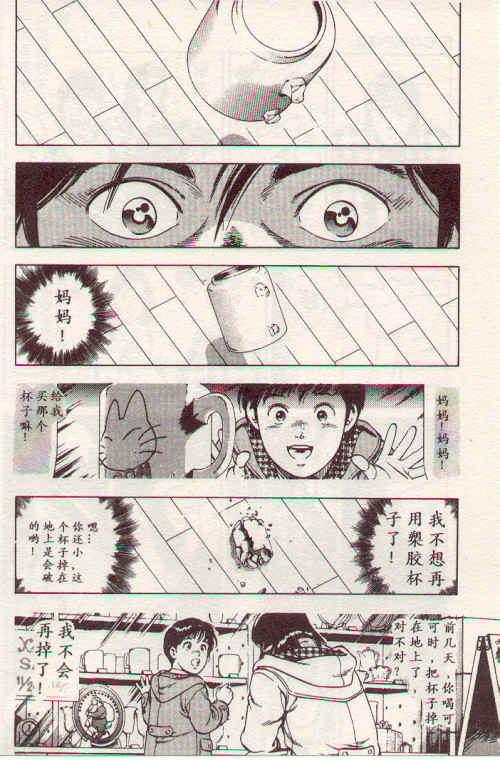 妈
妈
！
妈妈！妈妈！
给我
买那个
杯子嘛！
我不想再
用槊胶杯
子了！
嗯…
你还小，这
个杯子掉在
地上是会破
的哟！
前几天，你喝可
可时，把杯子掉
在地上了，
对不对？
我不会
再掉了！